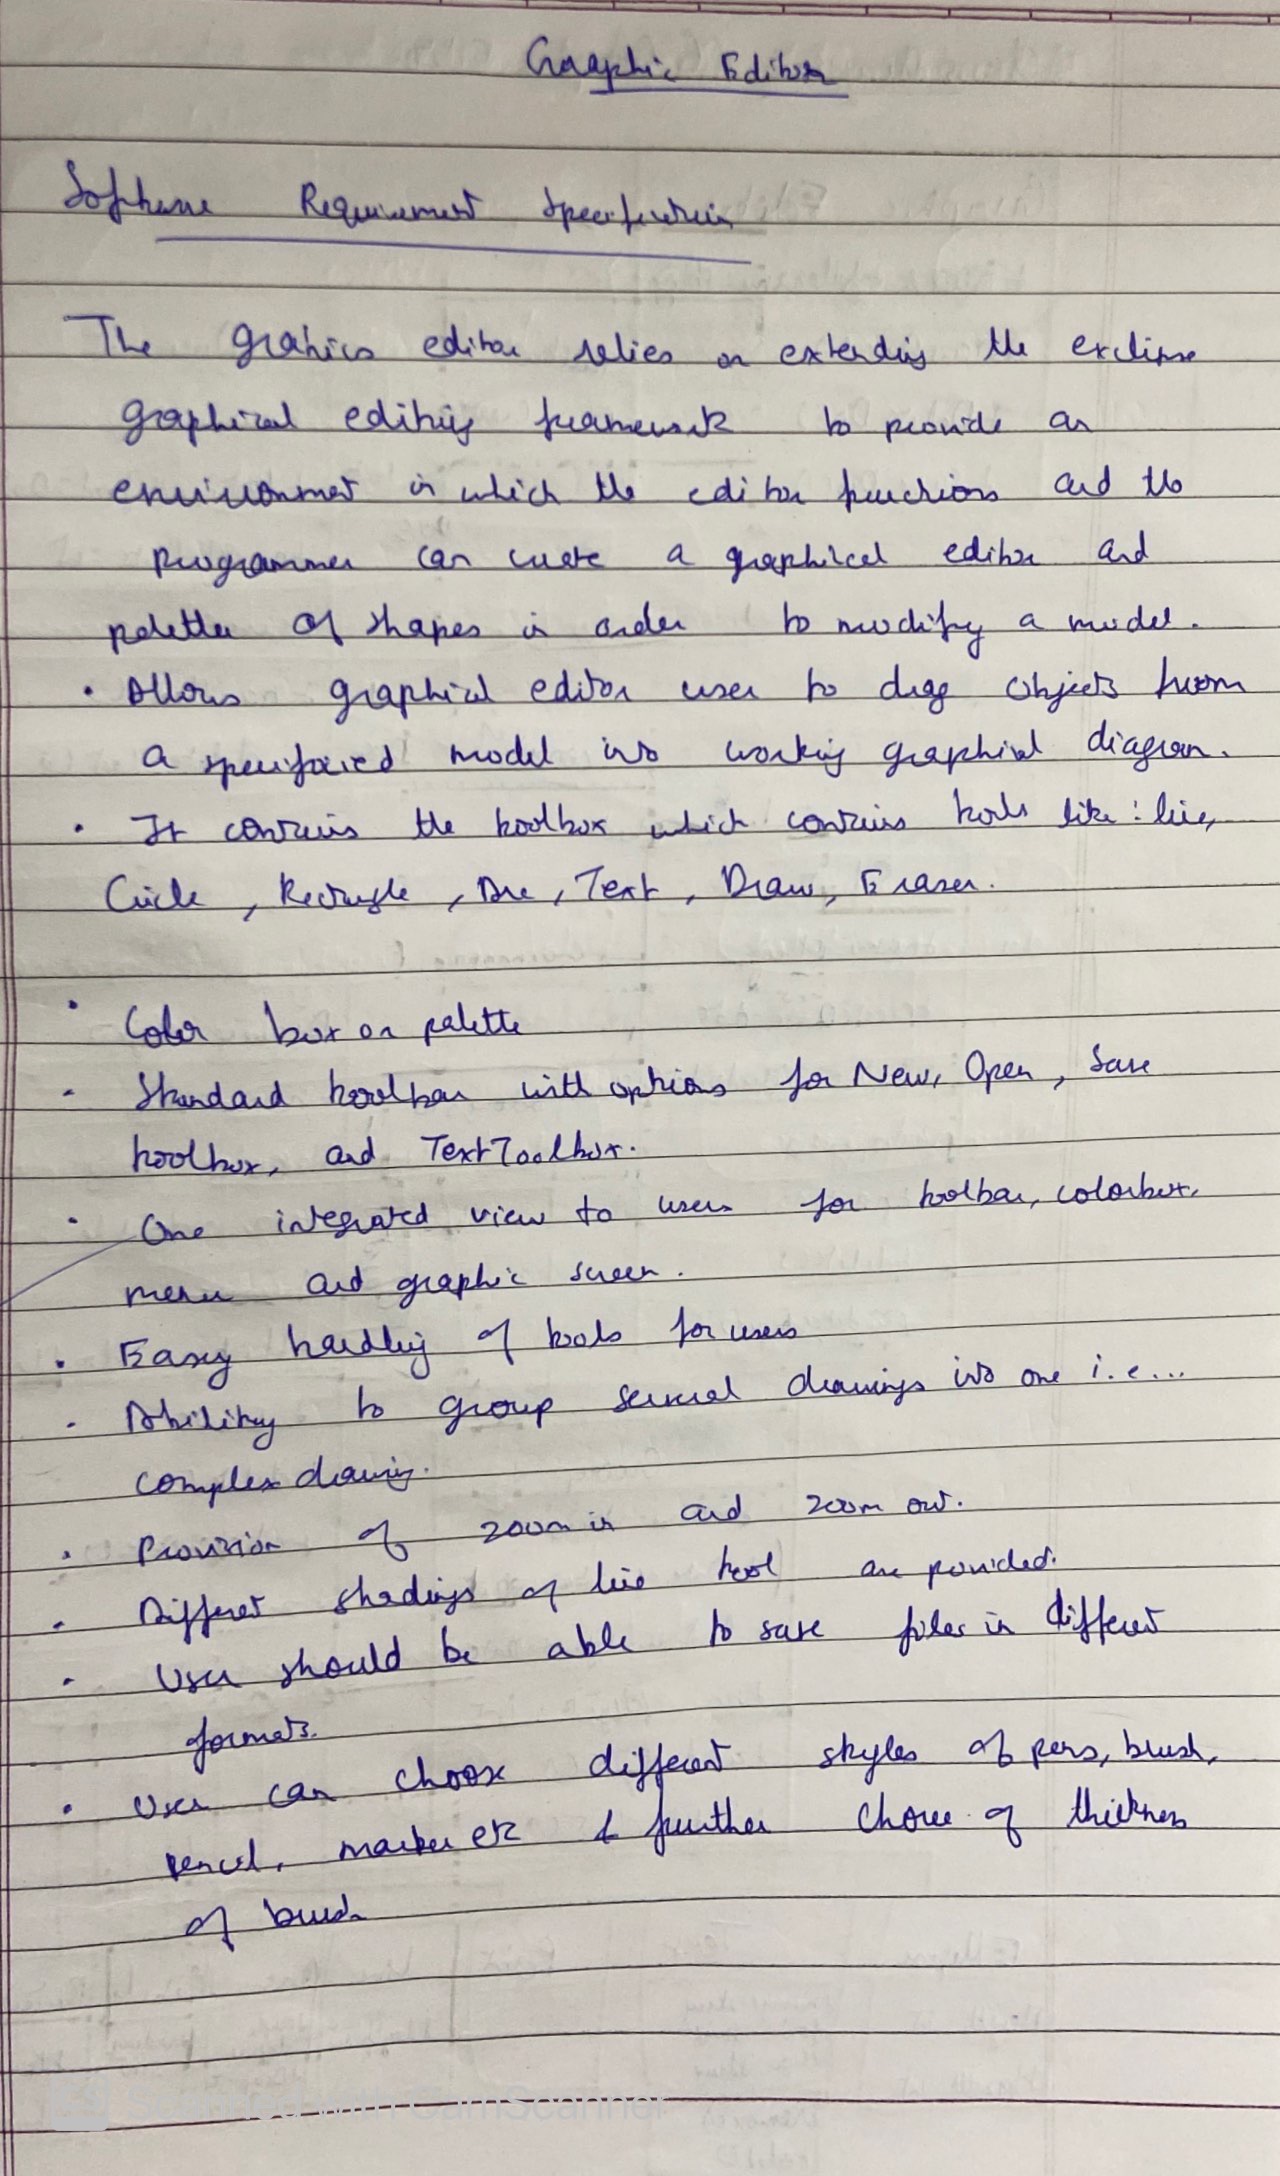 Graphic Editor
Software Requirement Specification
The grahics editor relies on extending the exclipse
graphical editing framework to provide an
environment in which the editor functions and the
programmer can create a graphical editor and
palette of shapes in order to modify a model.
• Allows graphical editor user to drag objects from
a specified model into working graphical diagram.
• It contains the toolbox which contains tools like : line,
Circle, Rectangle, Arc, Text, Draw, Eraser.
• Color box or palette
• Standard toolbar with options for New, Open, Save
toolbox, and Text Toolbox.
• One integrated view to users for toolbar, colorbox,
menu and graphic screen.
• Easy handling of tools for users
• Ability to group several drawings into one i.e...
complex drawing.
• Provision of zoom in and zoom out.
• Different shadings of line tool are provided.
• User should be able to save files in different
formats.
• User can choose different styles of pens, brush,
pencil, marker etc & further choice of thickness
of brush
Scanned with CamScanner